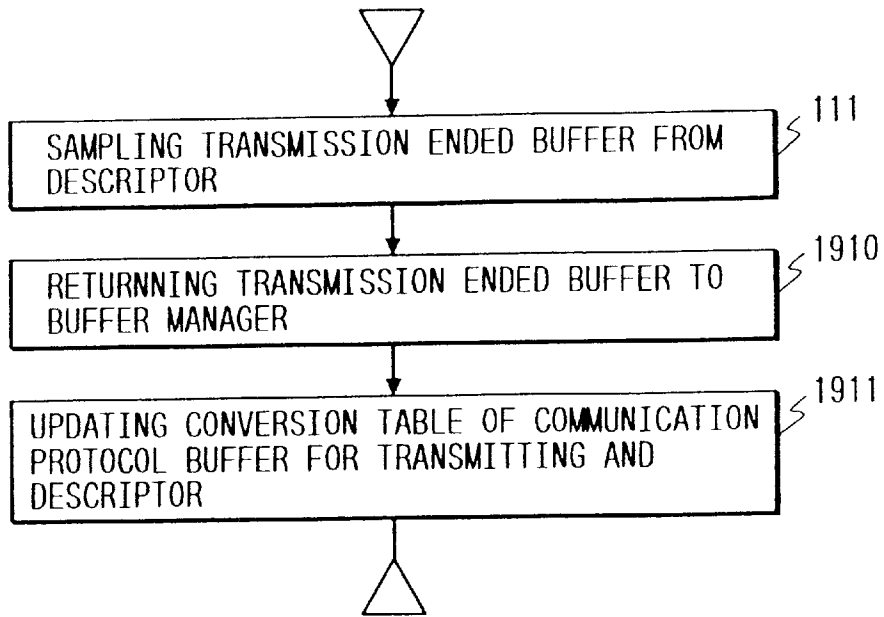 111
SAMPLING TRANSMISSION ENDED BUFFER FROM
DESCRIPTOR
1910
RETURNNING TRANSMISSION ENDED BUFFER TO
BUFFER MANAGER
1911
UPDATING CONVERSION TABLE OF COMMUNICATION
PROTOCOL BUFFER FOR TRANSMITTING AND
DESCRIPTOR